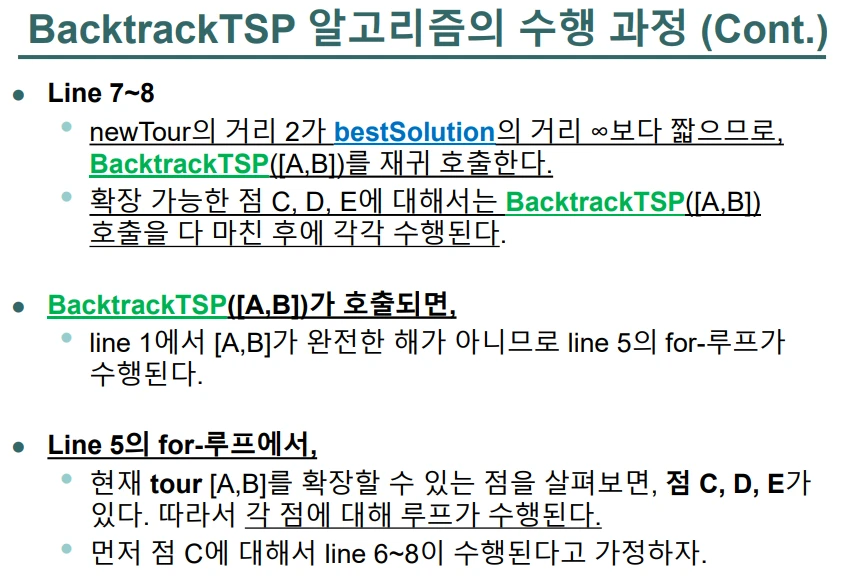 BacktrackTSP 알고리즘의 수행 과정 (Cont.)
● Line 7~8
● newTour의 거리 2가 bestSolution의 거리 ∞보다 짧으므로,
BacktrackTSP([A,B])를 재귀 호출한다.
● 확장 가능한 점 C, D, E에 대해서는 BacktrackTSP([A,B])
호출을 다 마친 후에 각각 수행된다.
● BacktrackTSP([A,B])가 호출되면,
● line 1에서 [A,B]가 완전한 해가 아니므로 line 5의 for-루프가
수행된다.
● Line 5의 for-루프에서,
● 현재 tour [A,B]를 확장할 수 있는 점을 살펴보면, 점 C, D, E가
있다. 따라서 각 점에 대해 루프가 수행된다.
● 먼저 점 C에 대해서 line 6~8이 수행된다고 가정하자.